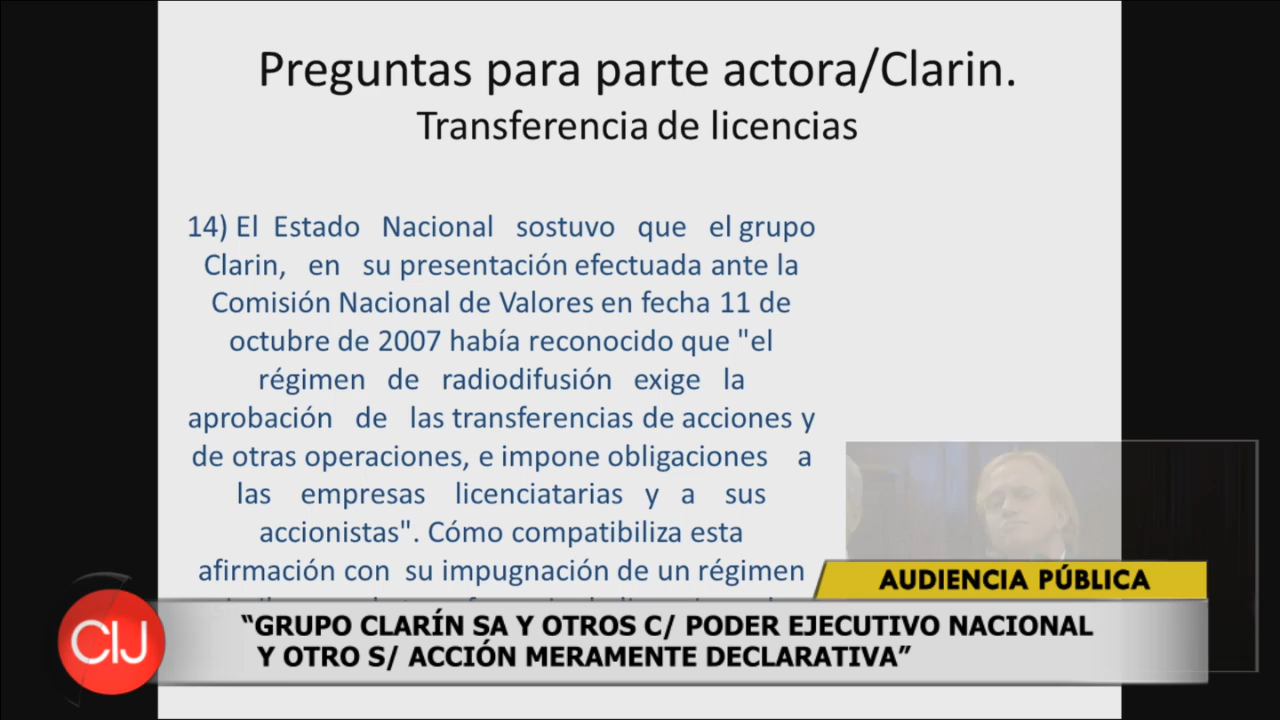 Preguntas para parte actora/Clarin.
Transferencia de licencias
14) El Estado Nacional sostuvo que el grupo
Clarin, en su presentación efectuada ante la
Comisión Nacional de Valores en fecha 11 de
octubre de 2007 había reconocido que "el
régimen de radiodifusión exige la
aprobación de las transferencias de acciones y
de otras operaciones, e impone obligaciones a
las empresas licenciatarias y a sus
accionistas". Cómo compatibiliza esta
afirmación con su impugnación de un régimen
AUDIENCIA PÚBLICA
CIJ
“GRUPO CLARÍN SA Y OTROS C/ PODER EJECUTIVO NACIONAL
Y OTRO S/ ACCIÓN MERAMENTE DECLARATIVA”